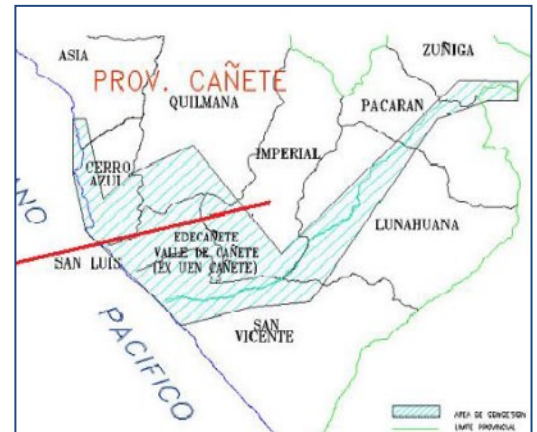 ASIA
ZUÑIGA
PROV. CAÑETE
QUILMANA
PACARAN
CERRO
AZUL
IMPERIAL
ANO
LUNAHUANA
EDECAÑETE
VALLE DE CAÑETE
(EX UEN CAÑETE)
SAN LUIS
PACIFICO
SAN
VICENTE
AREA DE CONCESION
LIMITE PROVINCIAL